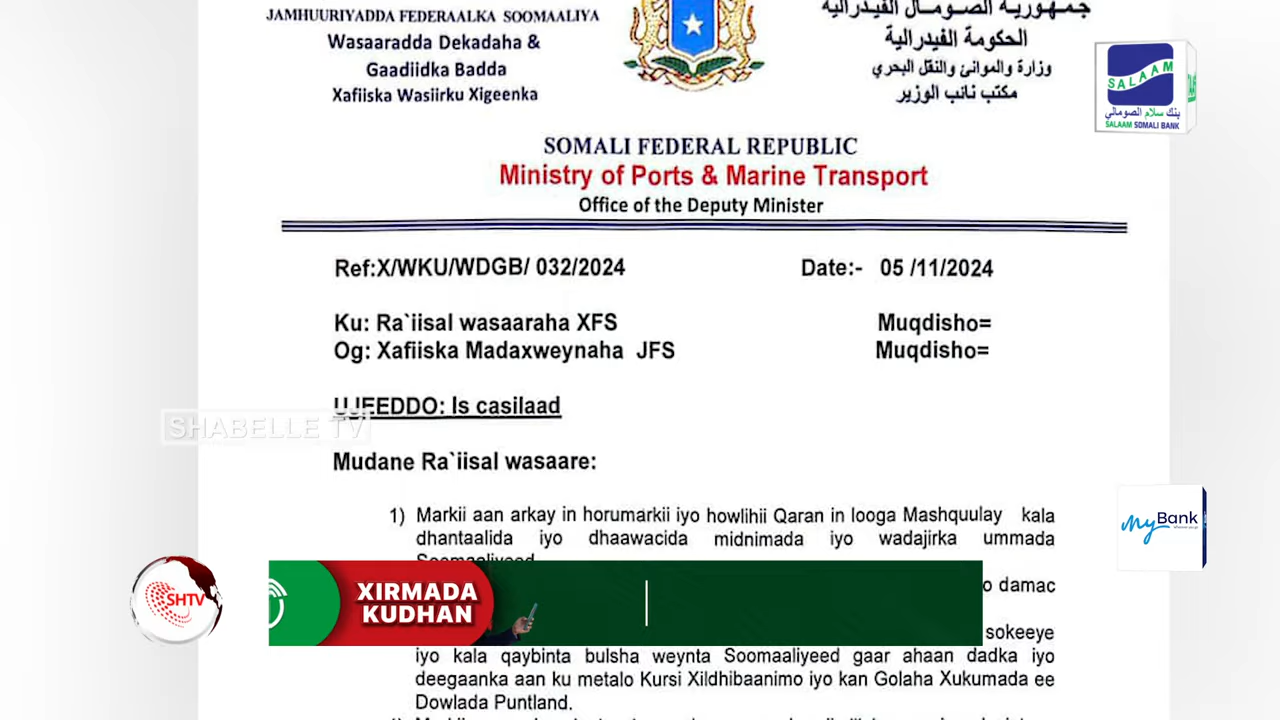 JAMHUURIYADDA FEDERAALKA SOOMAALIYA
Wasaaradda Dekadaha &
Gaadiidka Badda
Xafiiska Wasiirku Xigeenka
جمهورية الصومال الفيدرالية
الحكومة الفيدرالية
وزارة والموانئ والنقل البحري
مكتب نائب الوزير
SALAAM
بنك سلام الصومالي
SALAAM SOMALI BANK
SOMALI FEDERAL REPUBLIC
Ministry of Ports & Marine Transport
Office of the Deputy Minister
Ref:X/WKU/WDGB/ 032/2024 Date:- 05 /11/2024
Ku: Ra`iisal wasaaraha XFS Muqdisho=
Og: Xafiiska Madaxweynaha JFS Muqdisho=
UJEEDDO: Is casilaad
SHABELLE TV
Mudane Ra`iisal wasaare:
1) Markii aan arkay in horumarkii iyo howlihii Qaran in looga Mashquulay kala
dhantaalida iyo dhaawacida midnimada iyo wadajirka ummada
Soomaaliyeed
My Bank
damac
SHTV
XIRMADA
KUDHAN
sokeeye
iyo kala qaybinta bulsha weynta Soomaaliyeed gaar ahaan dadka iyo
deegaanka aan ku metalo Kursi Xildhibaanimo iyo kan Golaha Xukumada ee
Dowlada Puntland.